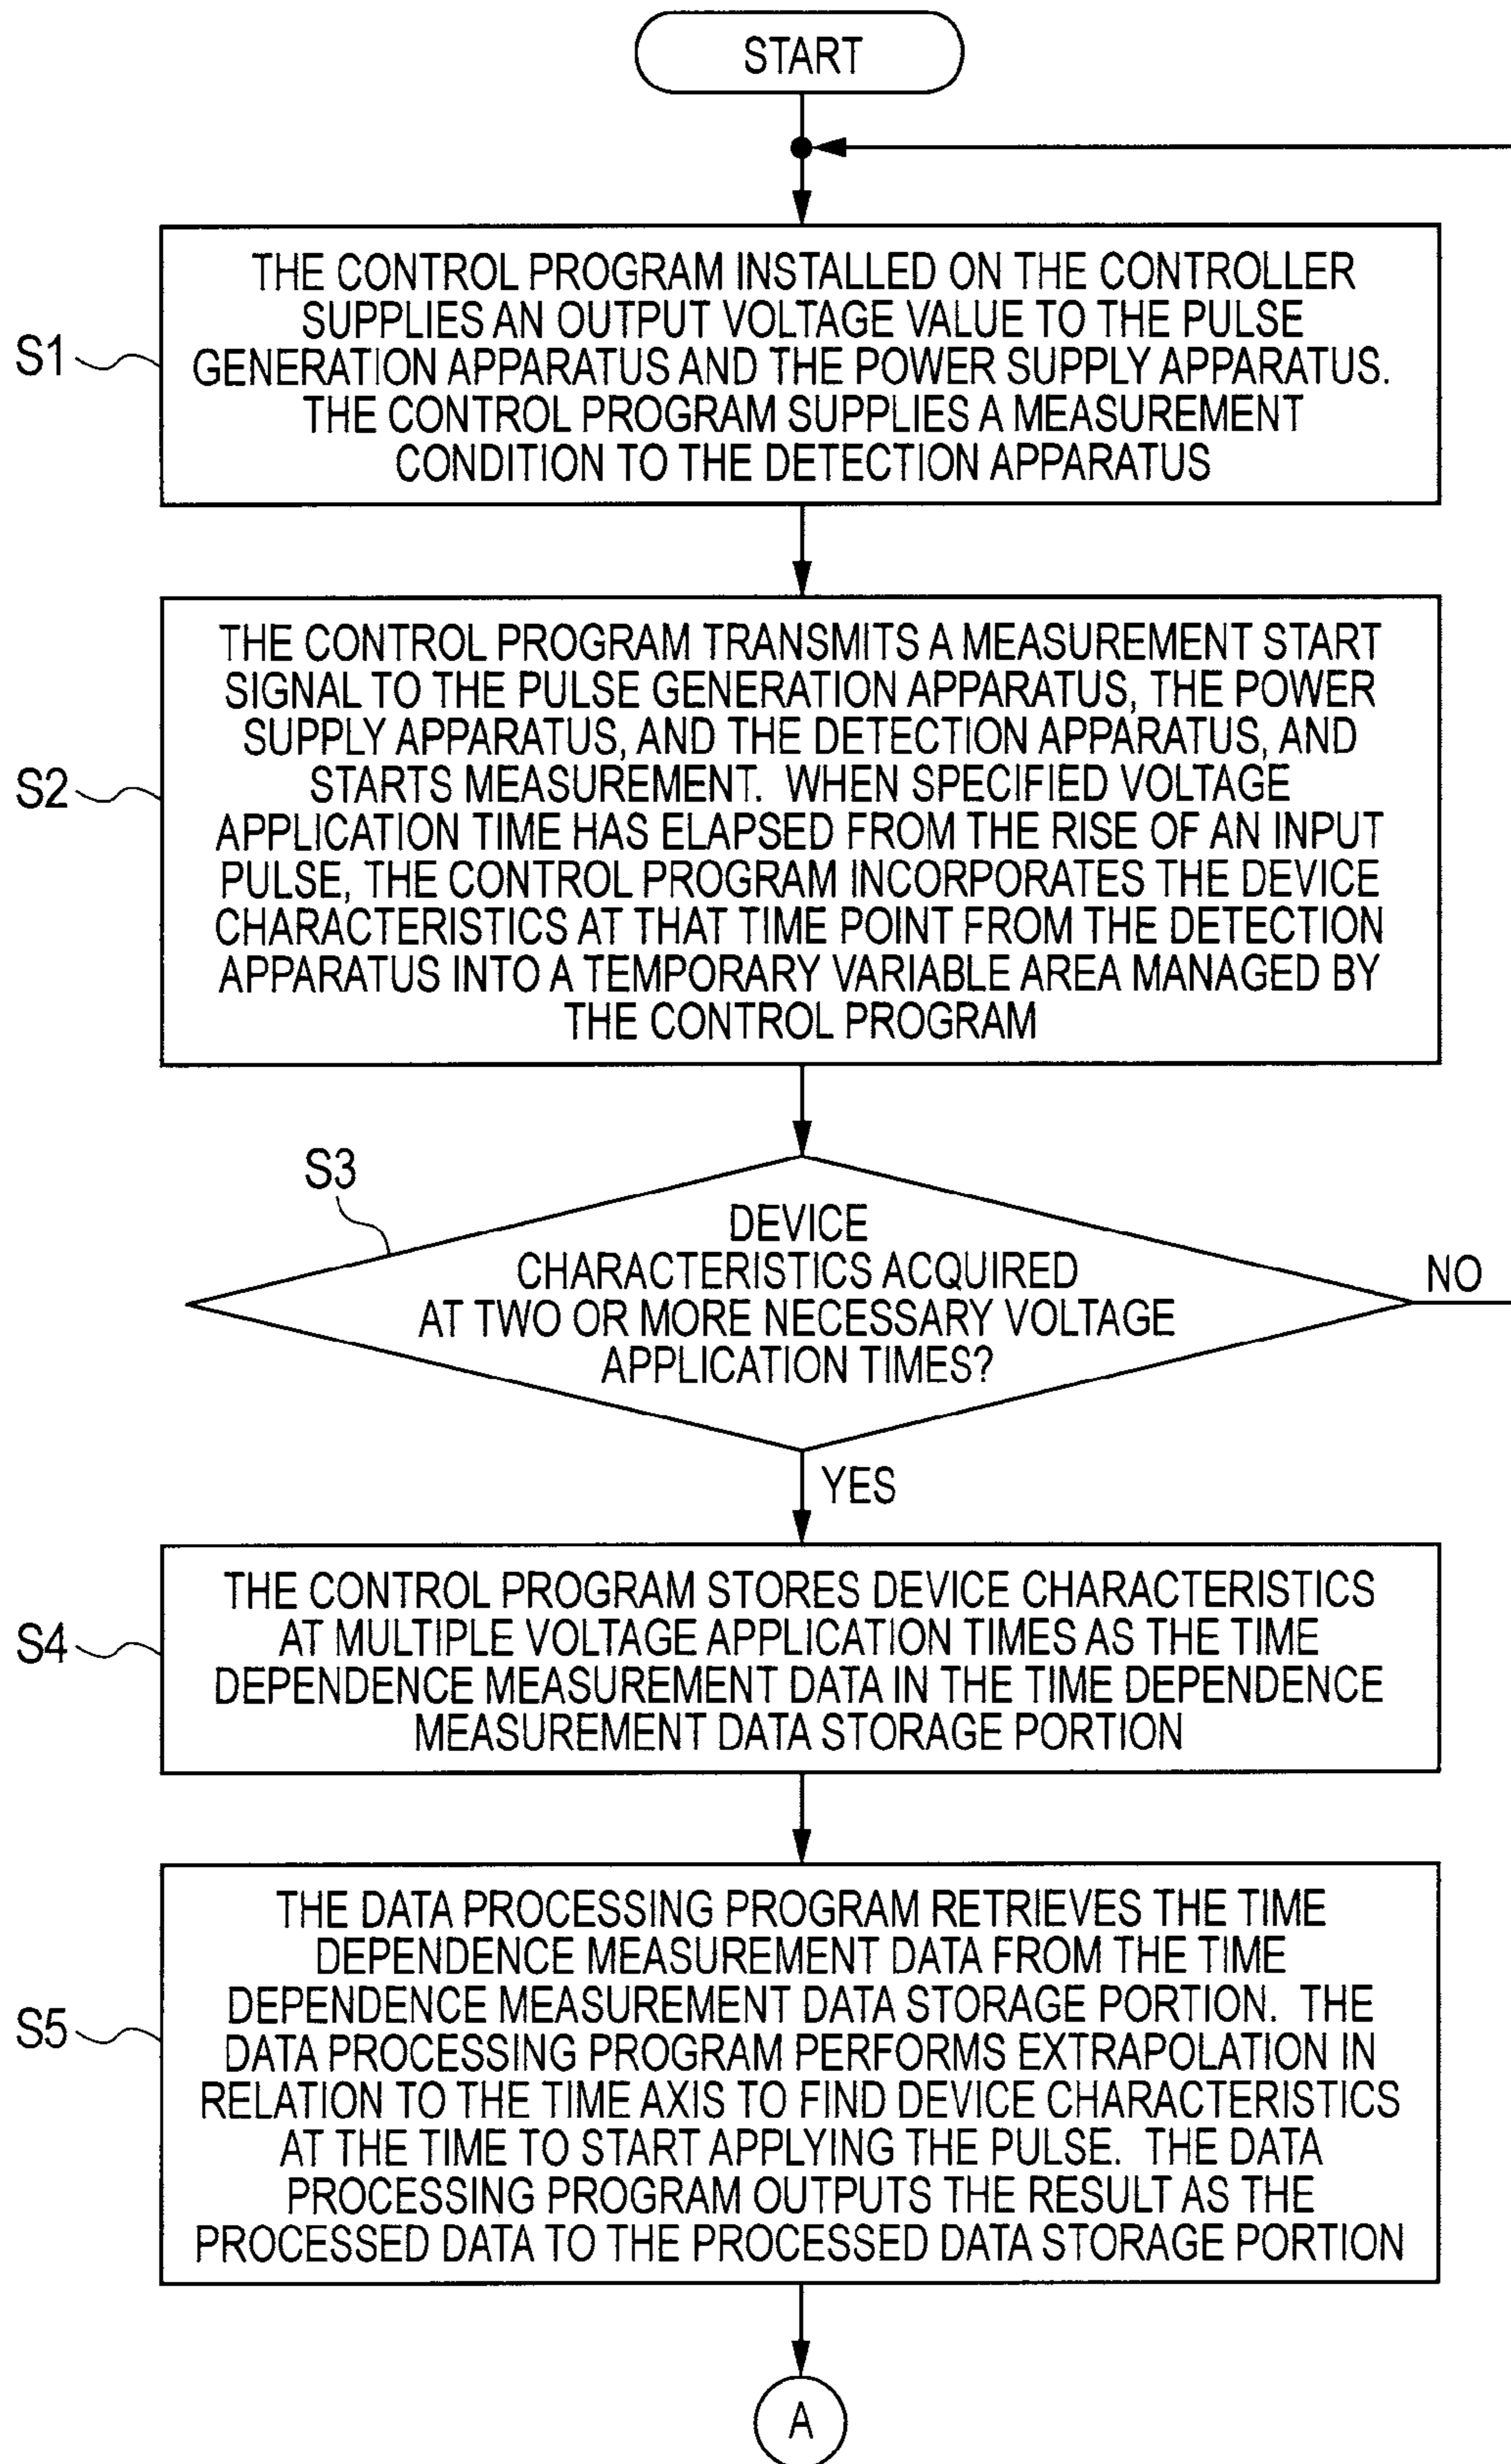 START
THE CONTROL PROGRAM INSTALLED ON THE CONTROLLER
SUPPLIES AN OUTPUT VOLTAGE VALUE TO THE PULSE
GENERATION APPARATUS AND THE POWER SUPPLY APPARATUS.
THE CONTROL PROGRAM SUPPLIES A MEASUREMENT
CONDITION TO THE DETECTION APPARATUS
S1
THE CONTROL PROGRAM TRANSMITS A MEASUREMENT START
SIGNAL TO THE PULSE GENERATION APPARATUS, THE POWER
SUPPLY APPARATUS, AND THE DETECTION APPARATUS, AND
STARTS MEASUREMENT. WHEN SPECIFIED VOLTAGE
APPLICATION TIME HAS ELAPSED FROM THE RISE OF AN INPUT
PULSE, THE CONTROL PROGRAM INCORPORATES THE DEVICE
CHARACTERISTICS AT THAT TIME POINT FROM THE DETECTION
APPARATUS INTO A TEMPORARY VARIABLE AREA MANAGED BY
THE CONTROL PROGRAM
S2
S3
DEVICE
CHARACTERISTICS ACQUIRED
AT TWO OR MORE NECESSARY VOLTAGE
APPLICATION TIMES?
NO
YES
THE CONTROL PROGRAM STORES DEVICE CHARACTERISTICS
AT MULTIPLE VOLTAGE APPLICATION TIMES AS THE TIME
DEPENDENCE MEASUREMENT DATA IN THE TIME DEPENDENCE
MEASUREMENT DATA STORAGE PORTION
S4
THE DATA PROCESSING PROGRAM RETRIEVES THE TIME
DEPENDENCE MEASUREMENT DATA FROM THE TIME
DEPENDENCE MEASUREMENT DATA STORAGE PORTION. THE
DATA PROCESSING PROGRAM PERFORMS EXTRAPOLATION IN
RELATION TO THE TIME AXIS TO FIND DEVICE CHARACTERISTICS
AT THE TIME TO START APPLYING THE PULSE. THE DATA
PROCESSING PROGRAM OUTPUTS THE RESULT AS THE
PROCESSED DATA TO THE PROCESSED DATA STORAGE PORTION
S5
A